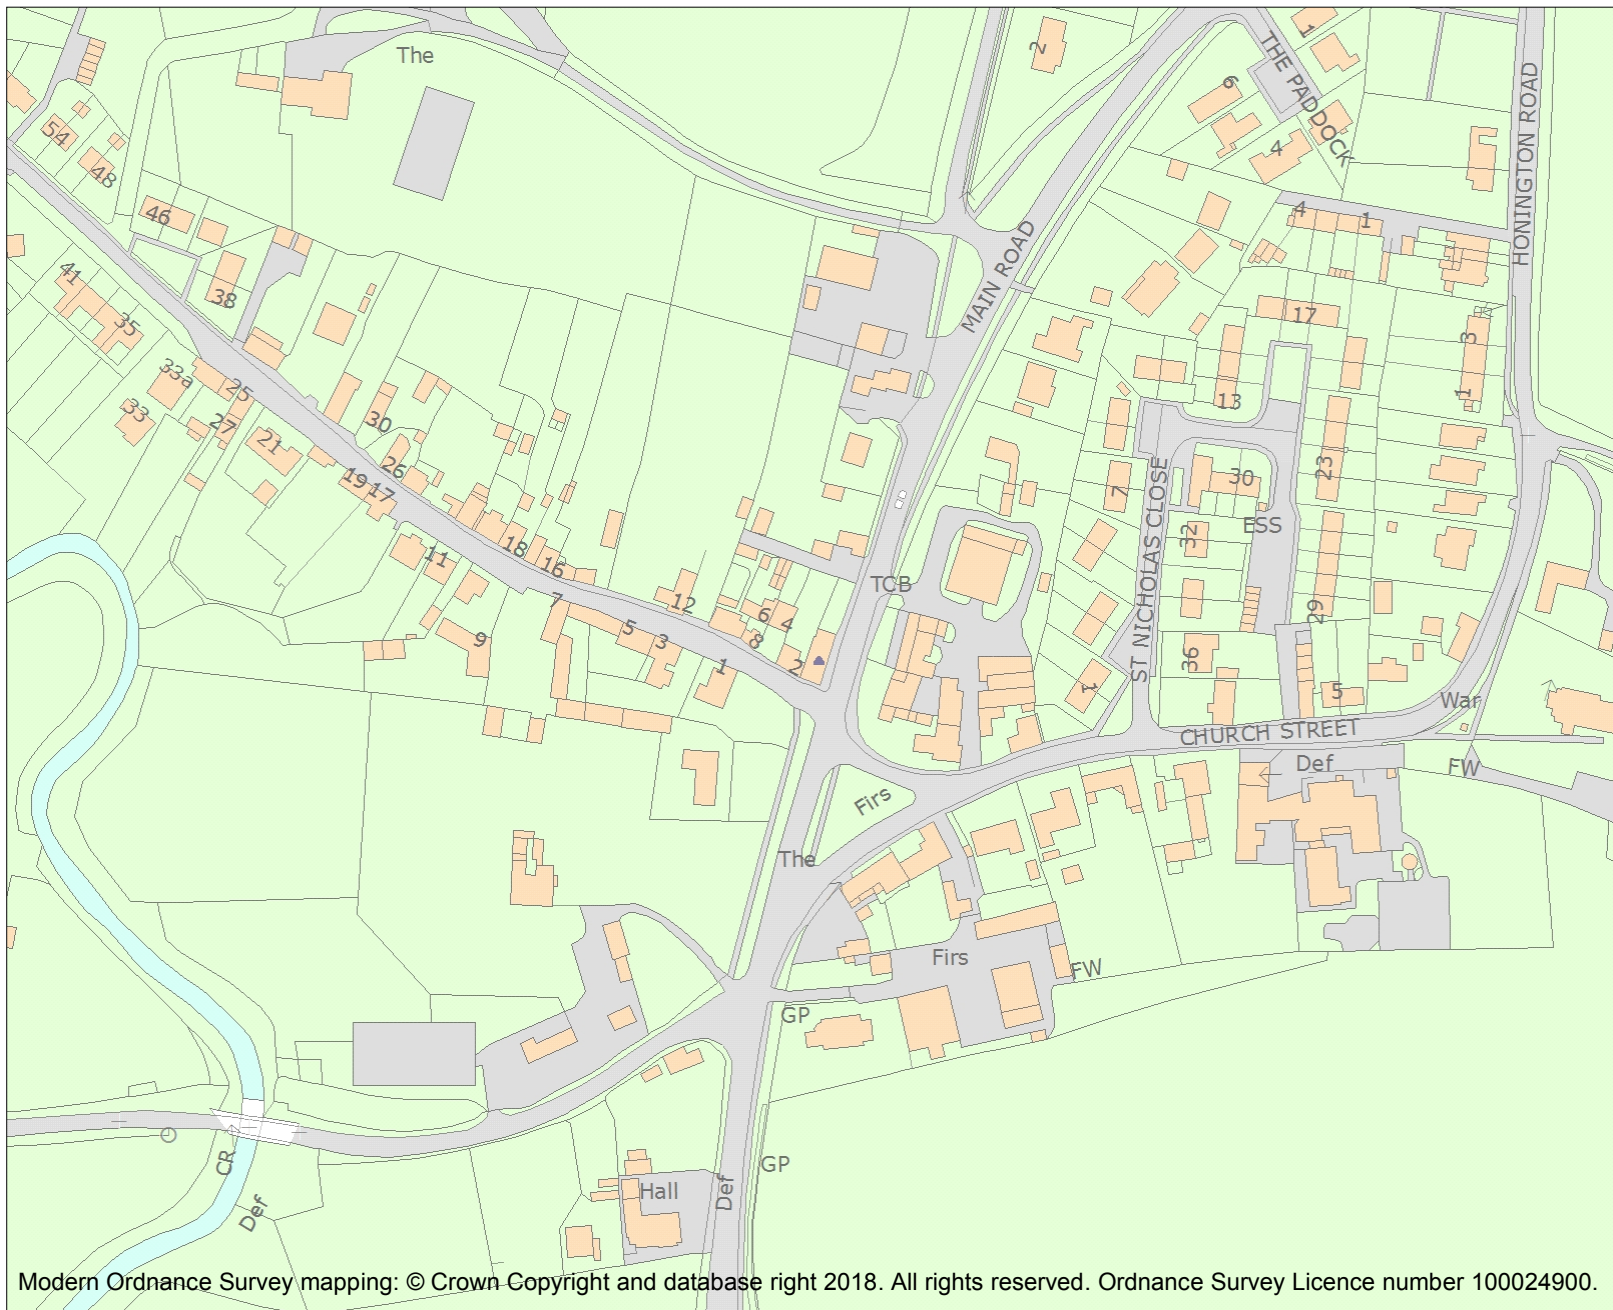 The
2
1
THE PADDOCK
6
4
HONINGTON ROAD
54
48
46
38
41
35
MAIN ROAD
4
1
17
3
1
33a
33
25
27
21
30
26
19
17
13
23
30
7
ESS
32
ST NICHOLAS CLOSE
18
16
11
7
12
TCB
5
3
9
6
4
8
2
1
29
36
1
5
War
CHURCH STREET
Def
FW
Firs
The
Firs
FW
GP
CR
Def
Hall
Def
GP
Modern Ordnance Survey mapping: © Crown Copyright and database right 2018. All rights reserved. Ordnance Survey Licence number 100024900.